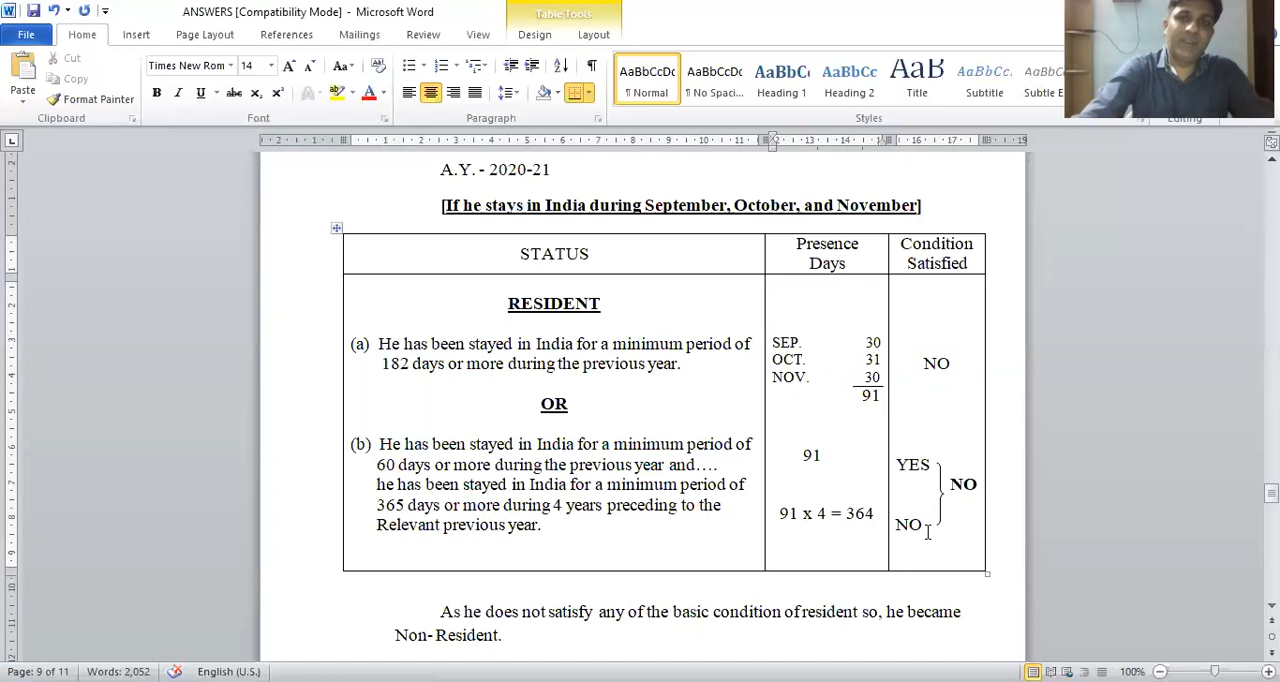 ANSWERS [Compatibility Mode] - Microsoft Word
Table Tools
File Home Insert Page Layout References Mailings Review View Design Layout
Paste
Cut
Copy
Format Painter
Clipboard
Times New Rom 14
Font
Paragraph
AaBbCcDc AaBbCcDc AaBbC AaBbCc AaB AaBbCc AaBbCc
¶ Normal ¶ No Spaci... Heading 1 Heading 2 Title Subtitle Subtle E
Styles
Editing
A.Y. - 2020-21
[If he stays in India during September, October, and November]
STATUS
Presence
Days
Condition
Satisfied
RESIDENT
(a) He has been stayed in India for a minimum period of
182 days or more during the previous year.
SEP. 30
OCT. 31
NOV. 30
91
NO
OR
(b) He has been stayed in India for a minimum period of
60 days or more during the previous year and….
he has been stayed in India for a minimum period of
365 days or more during 4 years preceding to the
Relevant previous year.
91
91 x 4 = 364
YES
NO
NO
As he does not satisfy any of the basic condition of resident so, he became
Non-Resident.
Page: 9 of 11 Words: 2,052 English (U.S.) 100%